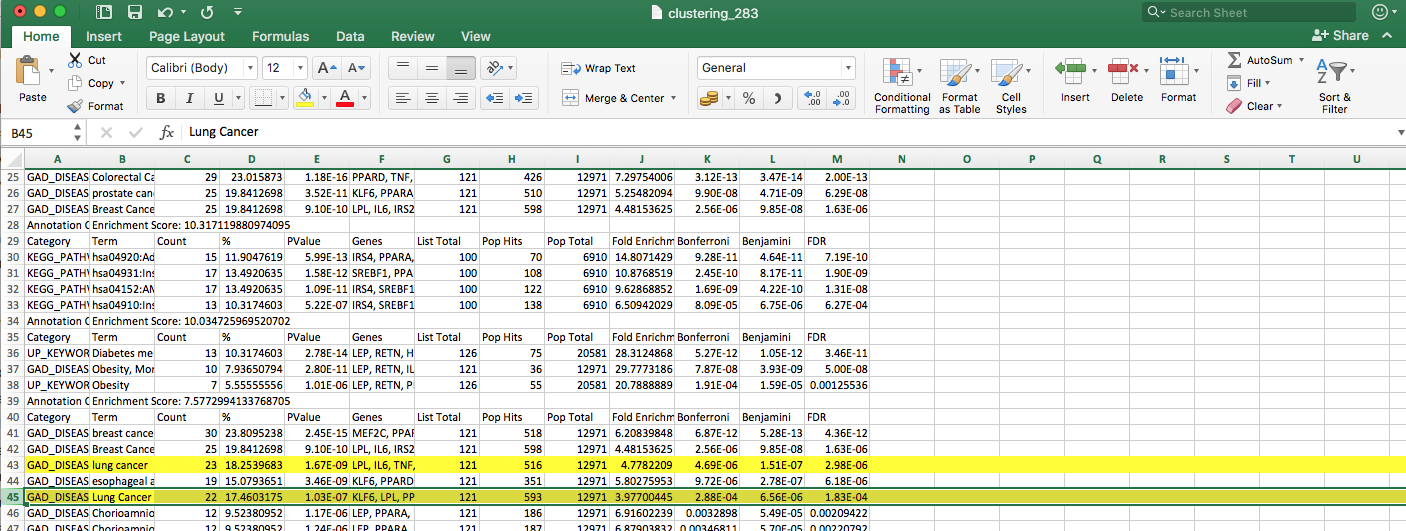 clustering_283
Search Sheet
Home Insert Page Layout Formulas Data Review View Share
Paste Cut Copy Format
Calibri (Body) 12 A A
B I U A
Wrap Text
Merge & Center
General
% .0 .00 .00 .0
Conditional Formatting
Format as Table
Cell Styles
Insert Delete Format
AutoSum
Fill
Clear
A Z
Sort & Filter
B45 fx Lung Cancer
A B C D E F G H I J K L M N O P Q R S T U
25 GAD_DISEAS Colorectal Ca 29 23.015873 1.18E-16 PPARD, TNF, 121 426 12971 7.29754006 3.12E-13 3.47E-14 2.00E-13
26 GAD_DISEAS prostate can 25 19.8412698 3.52E-11 KLF6, PPARA 121 510 12971 5.25482094 9.90E-08 4.71E-09 6.29E-08
27 GAD_DISEAS Breast Cance 25 19.8412698 9.10E-10 LPL, IL6, IRS2 121 598 12971 4.48153625 2.56E-06 9.85E-08 1.63E-06
28 Annotation C Enrichment Score: 10.317119880974095
29 Category Term Count % PValue Genes List Total Pop Hits Pop Total Fold Enrichm Bonferroni Benjamini FDR
30 KEGG_PATHW hsa04920:Ad 15 11.9047619 5.99E-13 IRS4, PPARA, 100 70 6910 14.8071429 9.28E-11 4.64E-11 7.19E-10
31 KEGG_PATHW hsa04931:Ins 17 13.4920635 1.58E-12 SREBF1, PPA 100 108 6910 10.8768519 2.45E-10 8.17E-11 1.90E-09
32 KEGG_PATHW hsa04152:AM 17 13.4920635 1.09E-11 IRS4, SREBF1 100 122 6910 9.62868852 1.69E-09 4.22E-10 1.31E-08
33 KEGG_PATHW hsa04910:Ins 13 10.3174603 5.22E-07 IRS4, SREBF1 100 138 6910 6.50942029 8.09E-05 6.75E-06 6.27E-04
34 Annotation C Enrichment Score: 10.034725969520702
35 Category Term Count % PValue Genes List Total Pop Hits Pop Total Fold Enrichm Bonferroni Benjamini FDR
36 UP_KEYWOR Diabetes me 13 10.3174603 2.78E-14 LEP, RETN, H 126 75 20581 28.3124868 5.27E-12 1.05E-12 3.46E-11
37 GAD_DISEAS Obesity, Mor 10 7.93650794 2.80E-11 LEP, RETN, IL 121 36 12971 29.7773186 7.87E-08 3.93E-09 5.00E-08
38 UP_KEYWOR Obesity 7 5.55555556 1.01E-06 LEP, RETN, P 126 55 20581 20.7888889 1.91E-04 1.59E-05 0.00125536
39 Annotation C Enrichment Score: 7.5772994133768705
40 Category Term Count % PValue Genes List Total Pop Hits Pop Total Fold Enrichm Bonferroni Benjamini FDR
41 GAD_DISEAS breast cance 30 23.8095238 2.45E-15 MEF2C, PPAR 121 518 12971 6.20839848 6.87E-12 5.28E-13 4.36E-12
42 GAD_DISEAS Breast Cance 25 19.8412698 9.10E-10 LPL, IL6, IRS2 121 598 12971 4.48153625 2.56E-06 9.85E-08 1.63E-06
43 GAD_DISEAS lung cancer 23 18.2539683 1.67E-09 LPL, IL6, TNF, 121 516 12971 4.7782209 4.69E-06 1.51E-07 2.98E-06
44 GAD_DISEAS esophageal a 19 15.0793651 3.46E-09 KLF6, PPARD 121 351 12971 5.80275953 9.72E-06 2.78E-07 6.18E-06
45 GAD_DISEAS Lung Cancer 22 17.4603175 1.03E-07 KLF6, LPL, PP 121 593 12971 3.97700445 2.88E-04 6.56E-06 1.83E-04
46 GAD_DISEAS Chorioamnio 12 9.52380952 1.17E-06 LEP, PPARA, 121 186 12971 6.91602239 0.0032898 5.49E-05 0.00209422
47 GAD_DISEAS Chorioamnio 12 9.52380952 1.24E-06 LEP, PPARA, 121 187 12971 6.87903832 0.00346811 5.70E-05 0.00220792